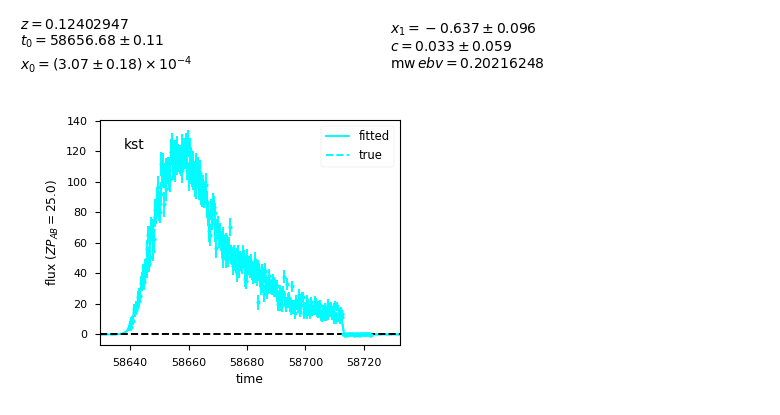 z = 0.12402947
t₀ = 58656.68 ± 0.11
x₀ = (3.07 ± 0.18) × 10⁻⁴
x₁ = −0.637 ± 0.096
c = 0.033 ± 0.059
mw ebv = 0.20216248
kst
fitted
true
140
120
100
80
60
40
20
0
flux (ZP_AB = 25.0)
58640 58660 58680 58700 58720
time